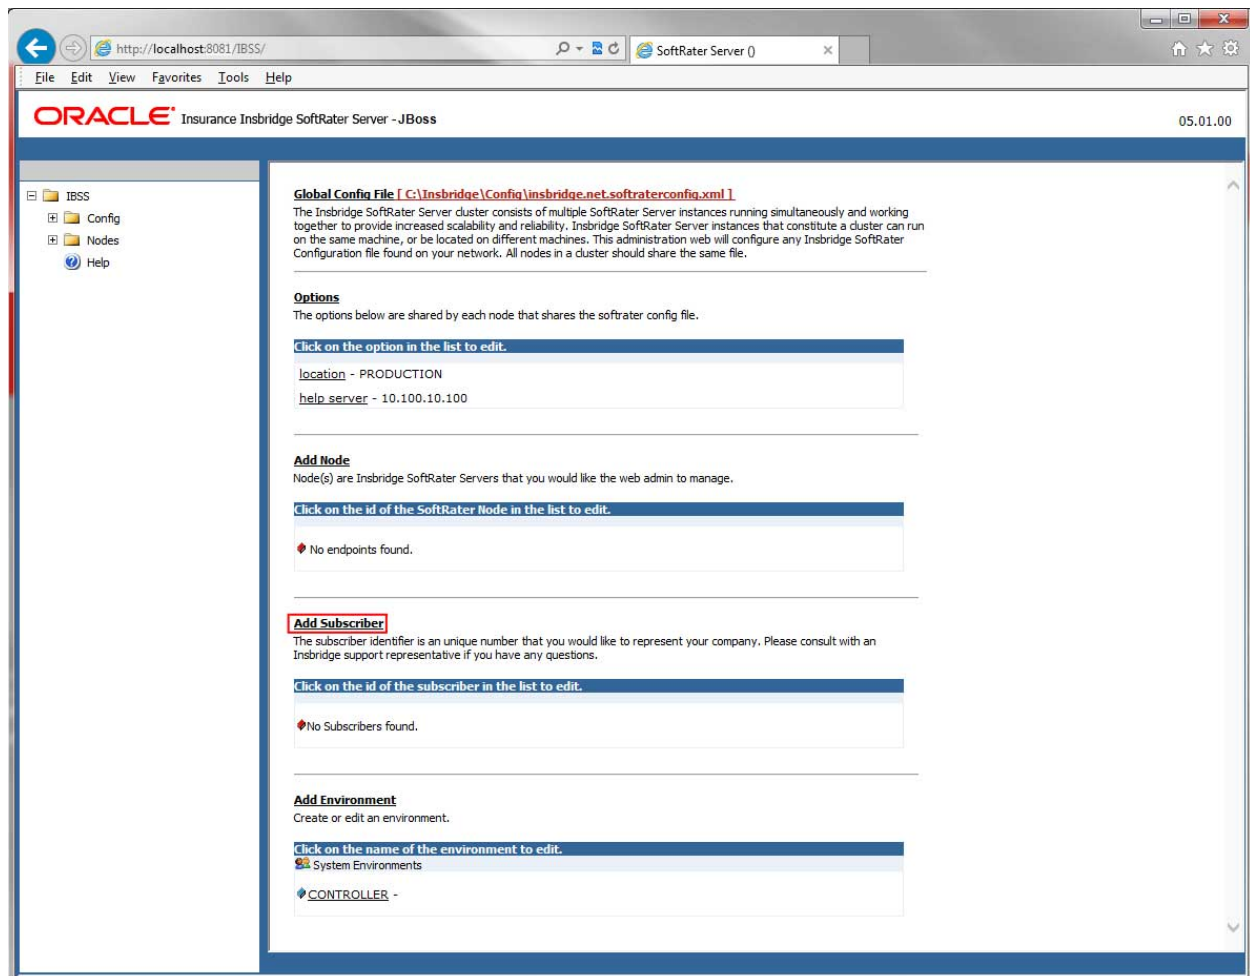 http://localhost:8081/IBSS/
SoftRater Server ()
File Edit View Favorites Tools Help
ORACLE Insurance Insbridge SoftRater Server - JBoss
05.01.00
IBSS
Config
Nodes
Help
Global Config File [ C:\Insbridge\Config\insbridge.net.softraterconfig.xml ]
The Insbridge SoftRater Server cluster consists of multiple SoftRater Server instances running simultaneously and working
together to provide increased scalability and reliability. Insbridge SoftRater Server instances that constitute a cluster can run
on the same machine, or be located on different machines. This administration web will configure any Insbridge SoftRater
Configuration file found on your network. All nodes in a cluster should share the same file.
Options
The options below are shared by each node that shares the softrater config file.
Click on the option in the list to edit.
location - PRODUCTION
help server - 10.100.10.100
Add Node
Node(s) are Insbridge SoftRater Servers that you would like the web admin to manage.
Click on the id of the SoftRater Node in the list to edit.
No endpoints found.
Add Subscriber
The subscriber identifier is an unique number that you would like to represent your company. Please consult with an
Insbridge support representative if you have any questions.
Click on the id of the subscriber in the list to edit.
No Subscribers found.
Add Environment
Create or edit an environment.
Click on the name of the environment to edit.
System Environments
CONTROLLER -